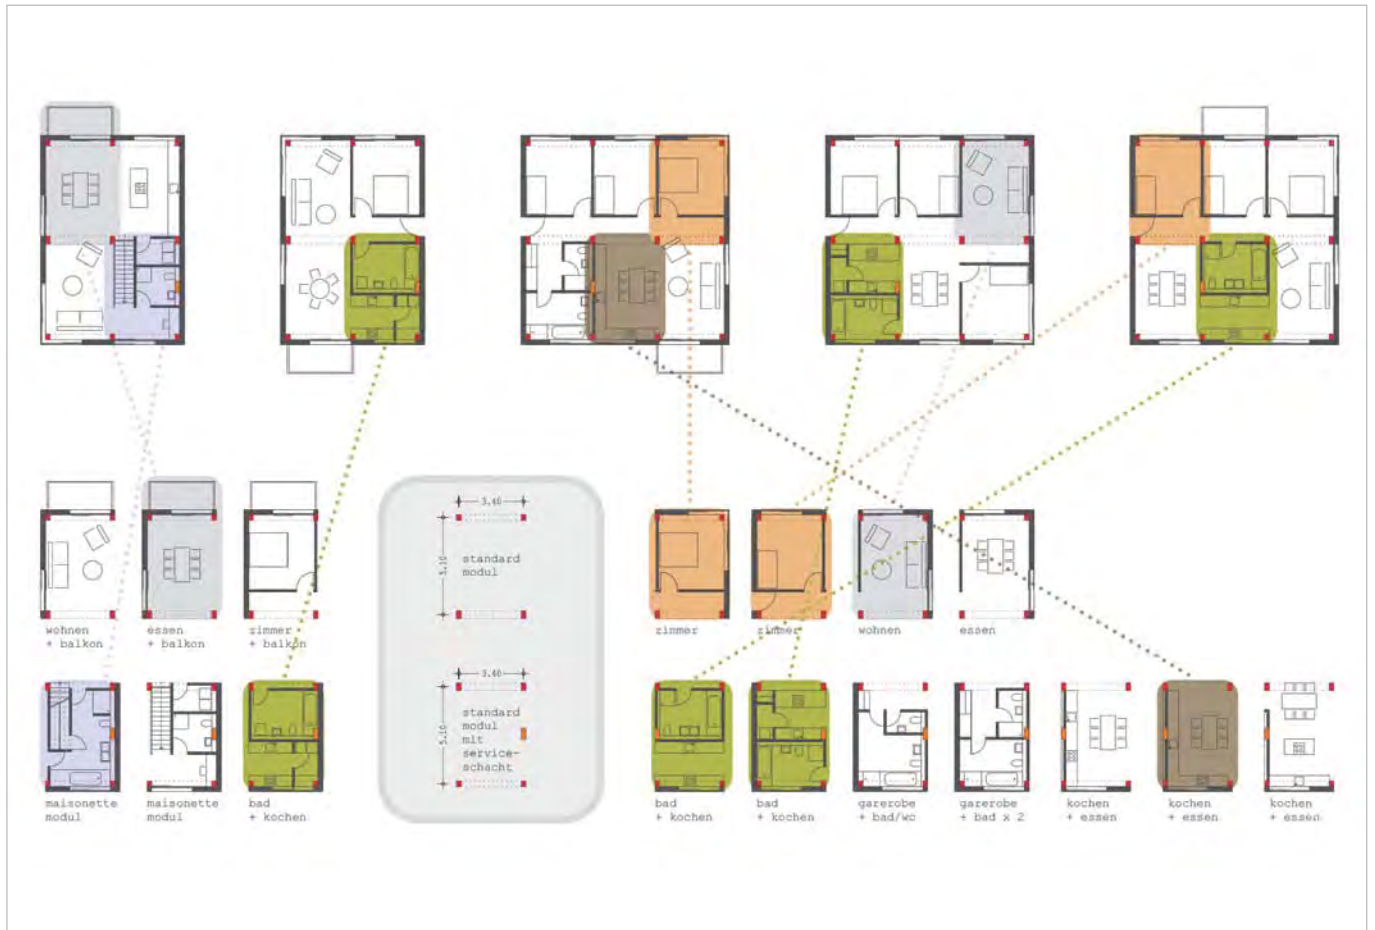 3.40
5.10
standard
modul
wohnen
+ balkon
essen
+ balkon
zimmer
+ balkon
zimmer
zimmer
wohnen
essen
3.40
5.10
standard
modul
mit
service-
schacht
maisonette
modul
maisonette
modul
bad
+ kochen
bad
+ kochen
bad
+ kochen
garerobe
+ bad/wc
garerobe
+ bad x 2
kochen
+ essen
kochen
+ essen
kochen
+ essen